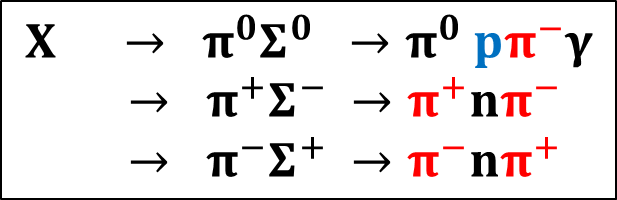 X → π⁰Σ⁰ → π⁰ pπ⁻γ
→ π⁺Σ⁻ → π⁺nπ⁻
→ π⁻Σ⁺ → π⁻nπ⁺